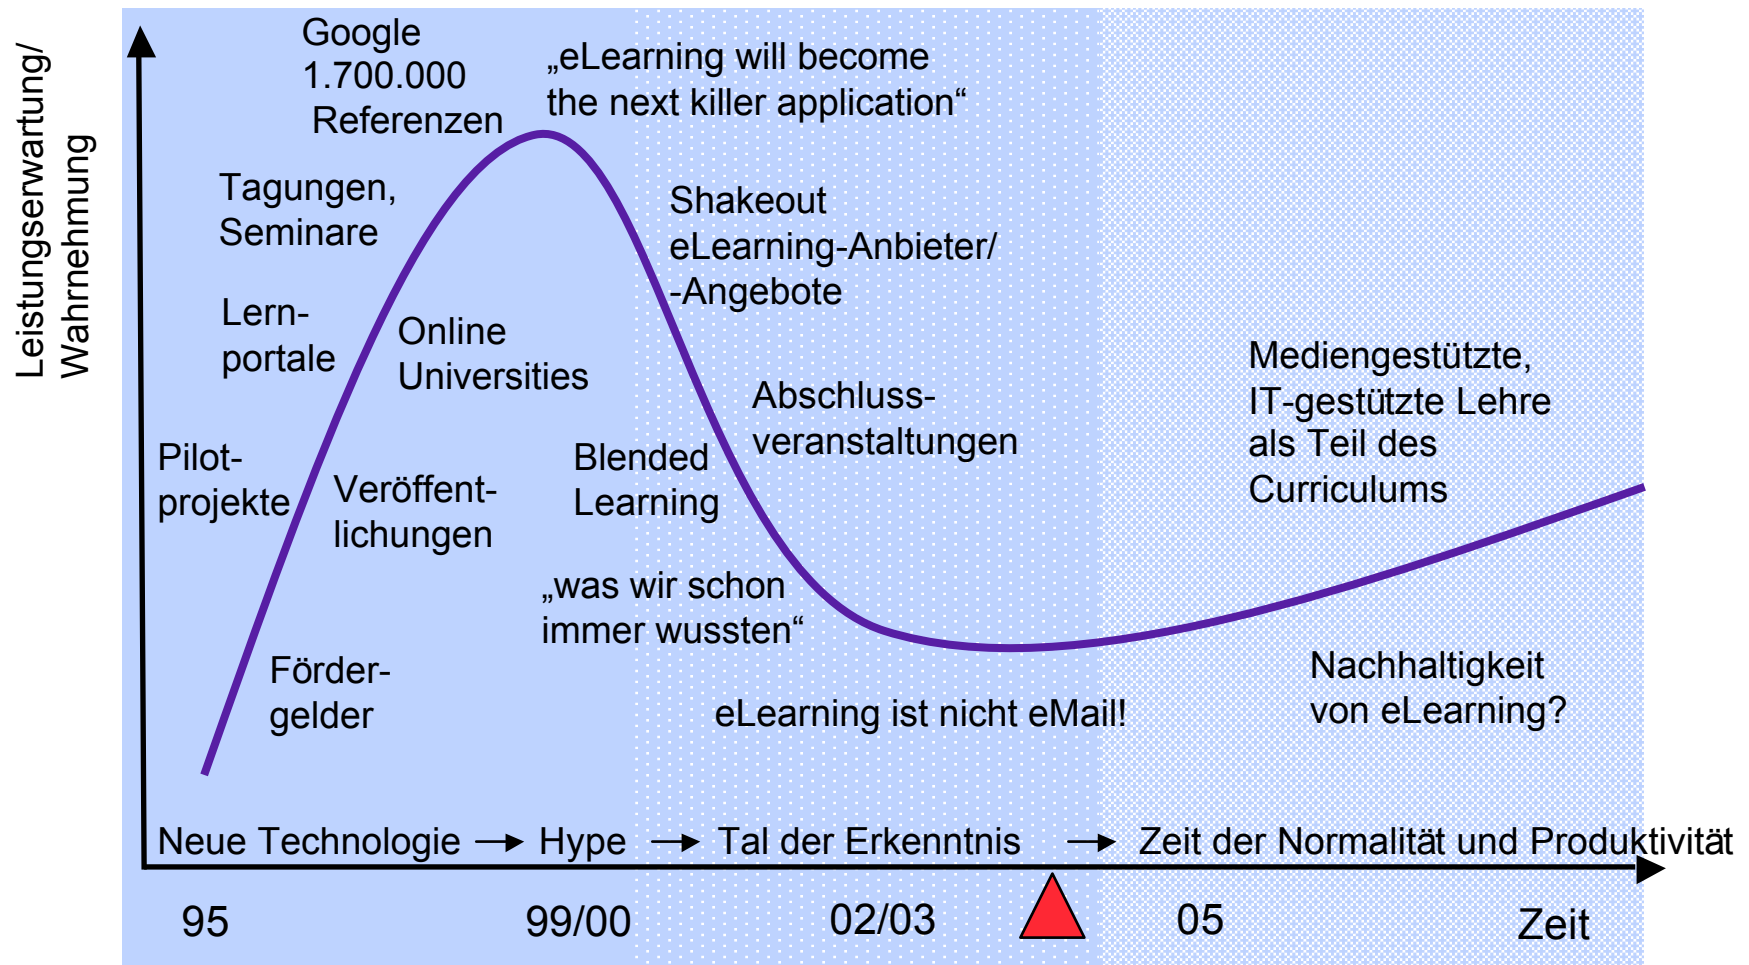 Leistungserwartung/
Wahrnehmung
Google
1.700.000
Referenzen
„eLearning will become
the next killer application“
Tagungen,
Seminare
Shakeout
eLearning-Anbieter/
-Angebote
Lern-
portale
Online
Universities
Mediengestützte,
IT-gestützte Lehre
als Teil des
Curriculums
Abschluss-
veranstaltungen
Pilot-
projekte
Veröffent-
lichungen
Blended
Learning
„was wir schon
immer wussten“
Förder-
gelder
eLearning ist nicht eMail!
Nachhaltigkeit
von eLearning?
Neue Technologie → Hype → Tal der Erkenntnis → Zeit der Normalität und Produktivität
95 99/00 02/03 05 Zeit